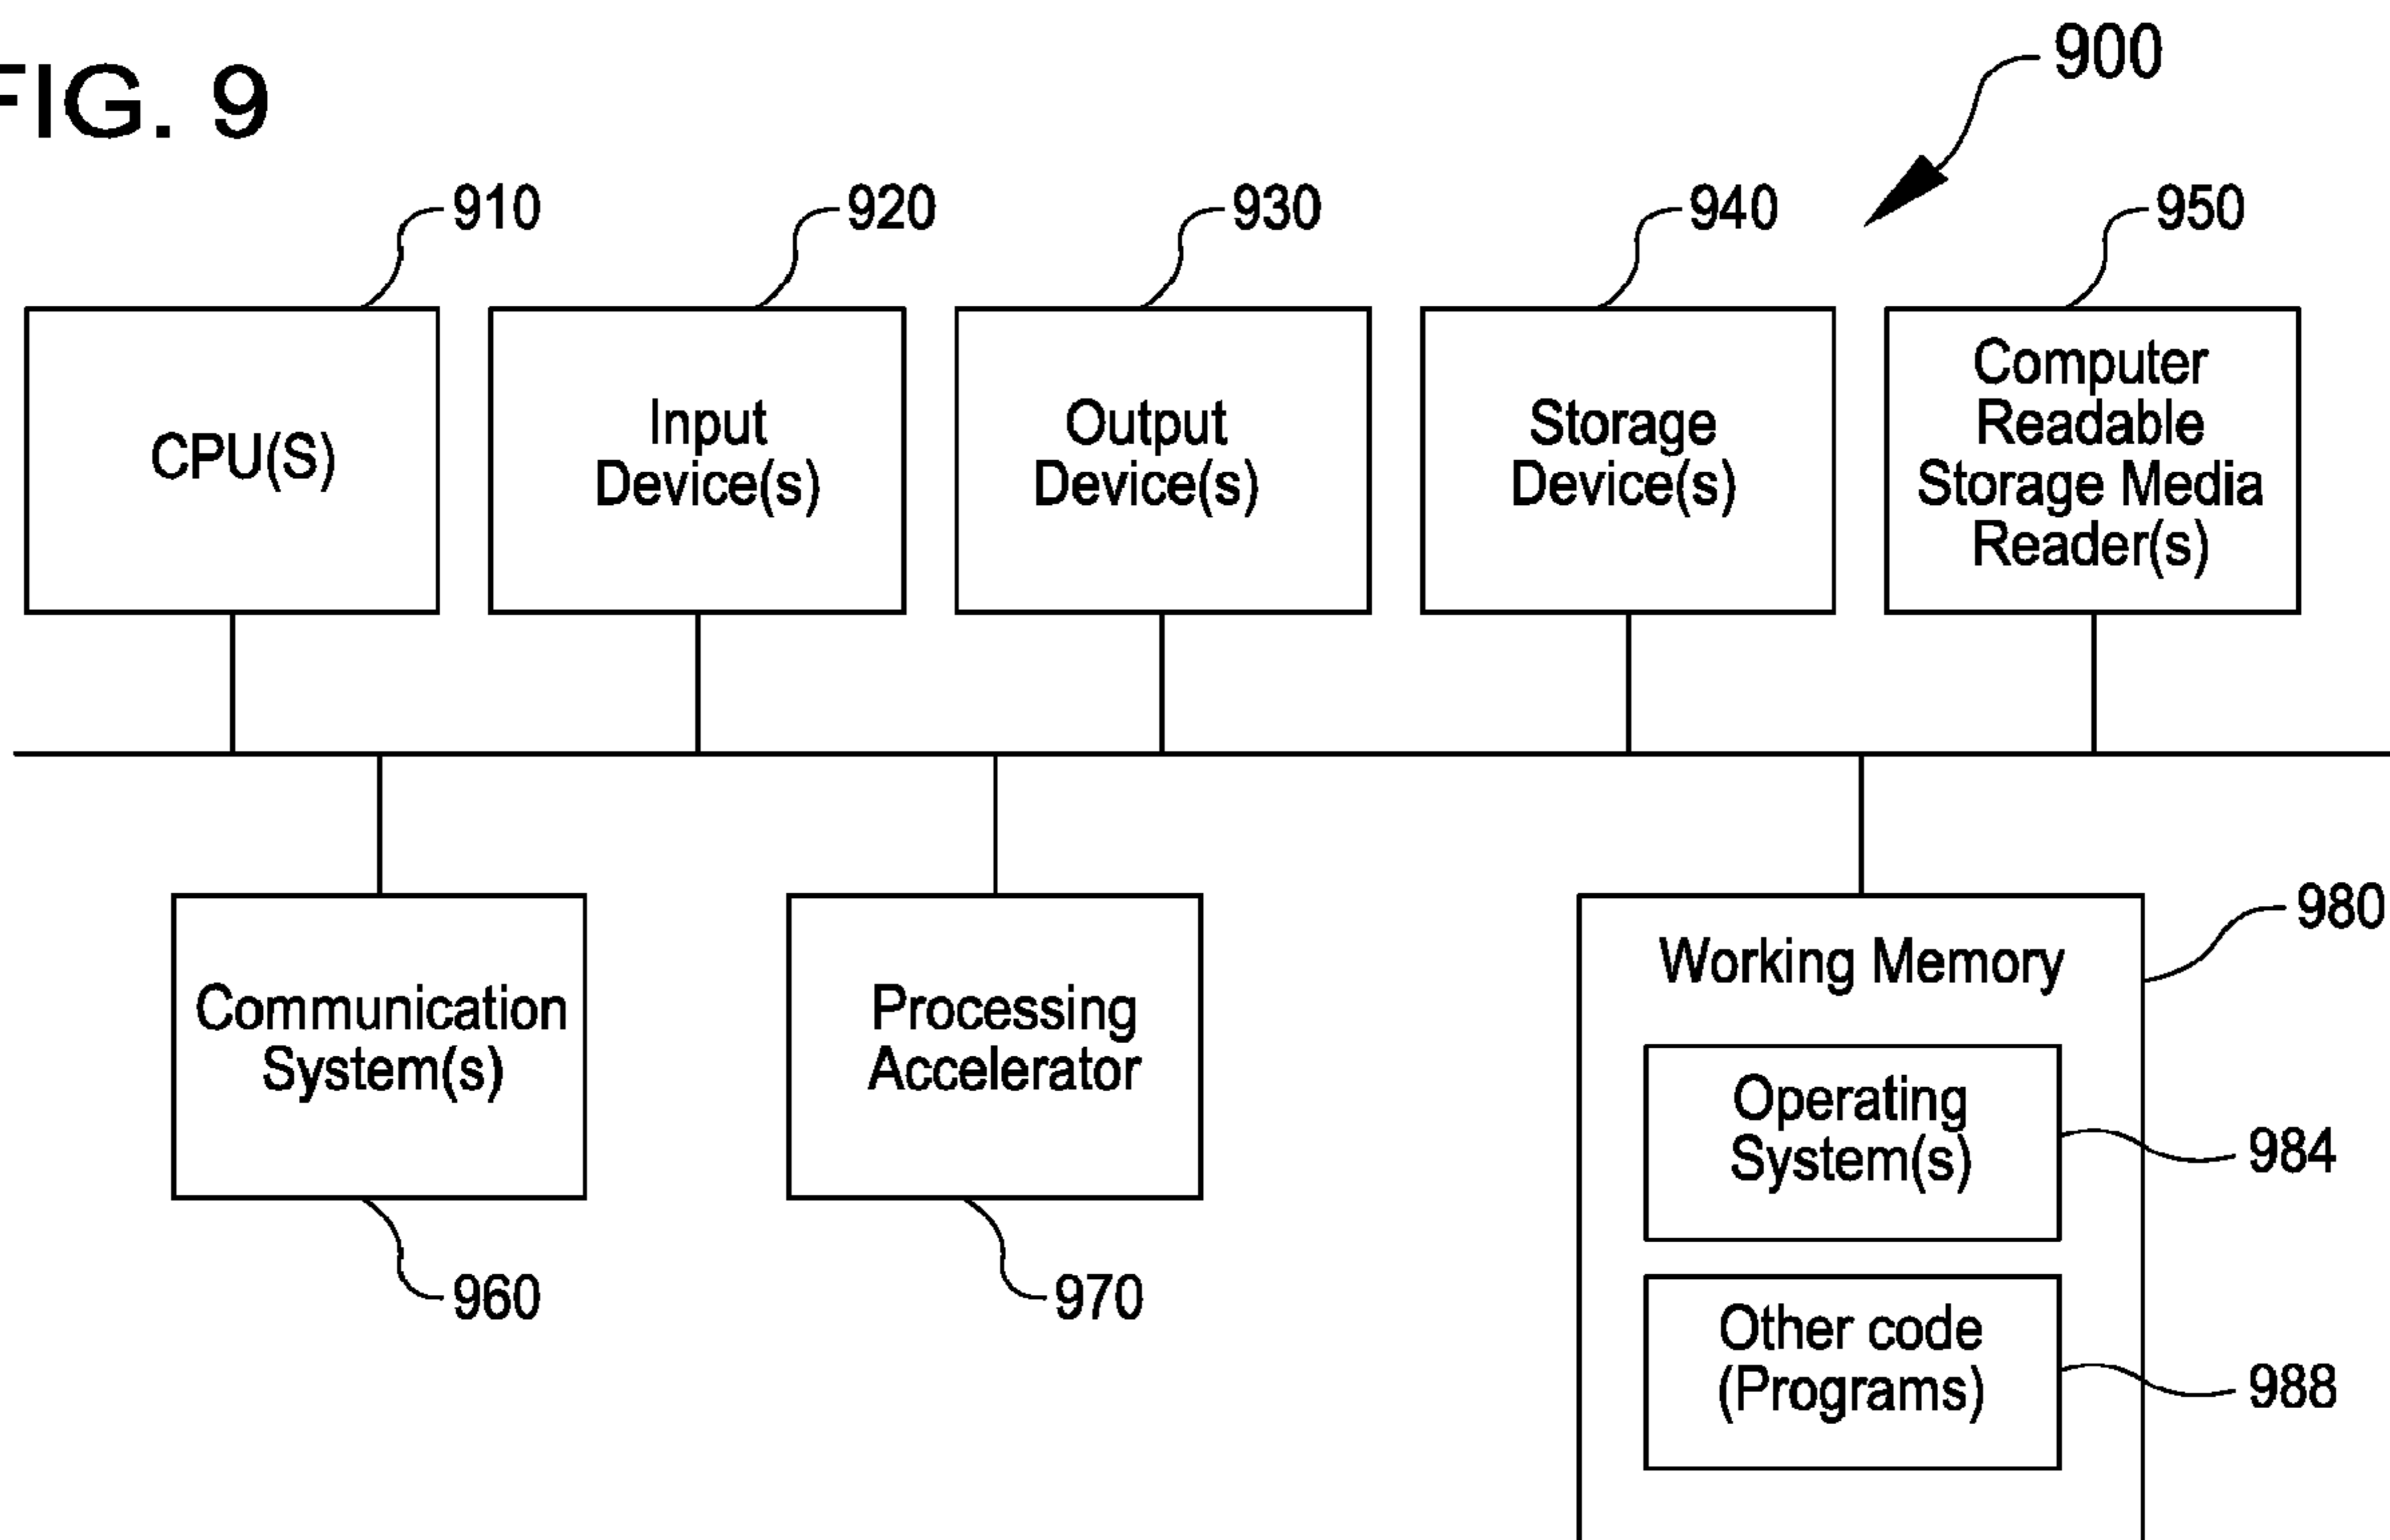 FIG. 9
900
910
920
930
940
950
CPU(S)
Input
Device(s)
Output
Device(s)
Storage
Device(s)
Computer
Readable
Storage Media
Reader(s)
Communication
System(s)
960
Processing
Accelerator
970
Working Memory
980
Operating
System(s)
984
Other code
(Programs)
988